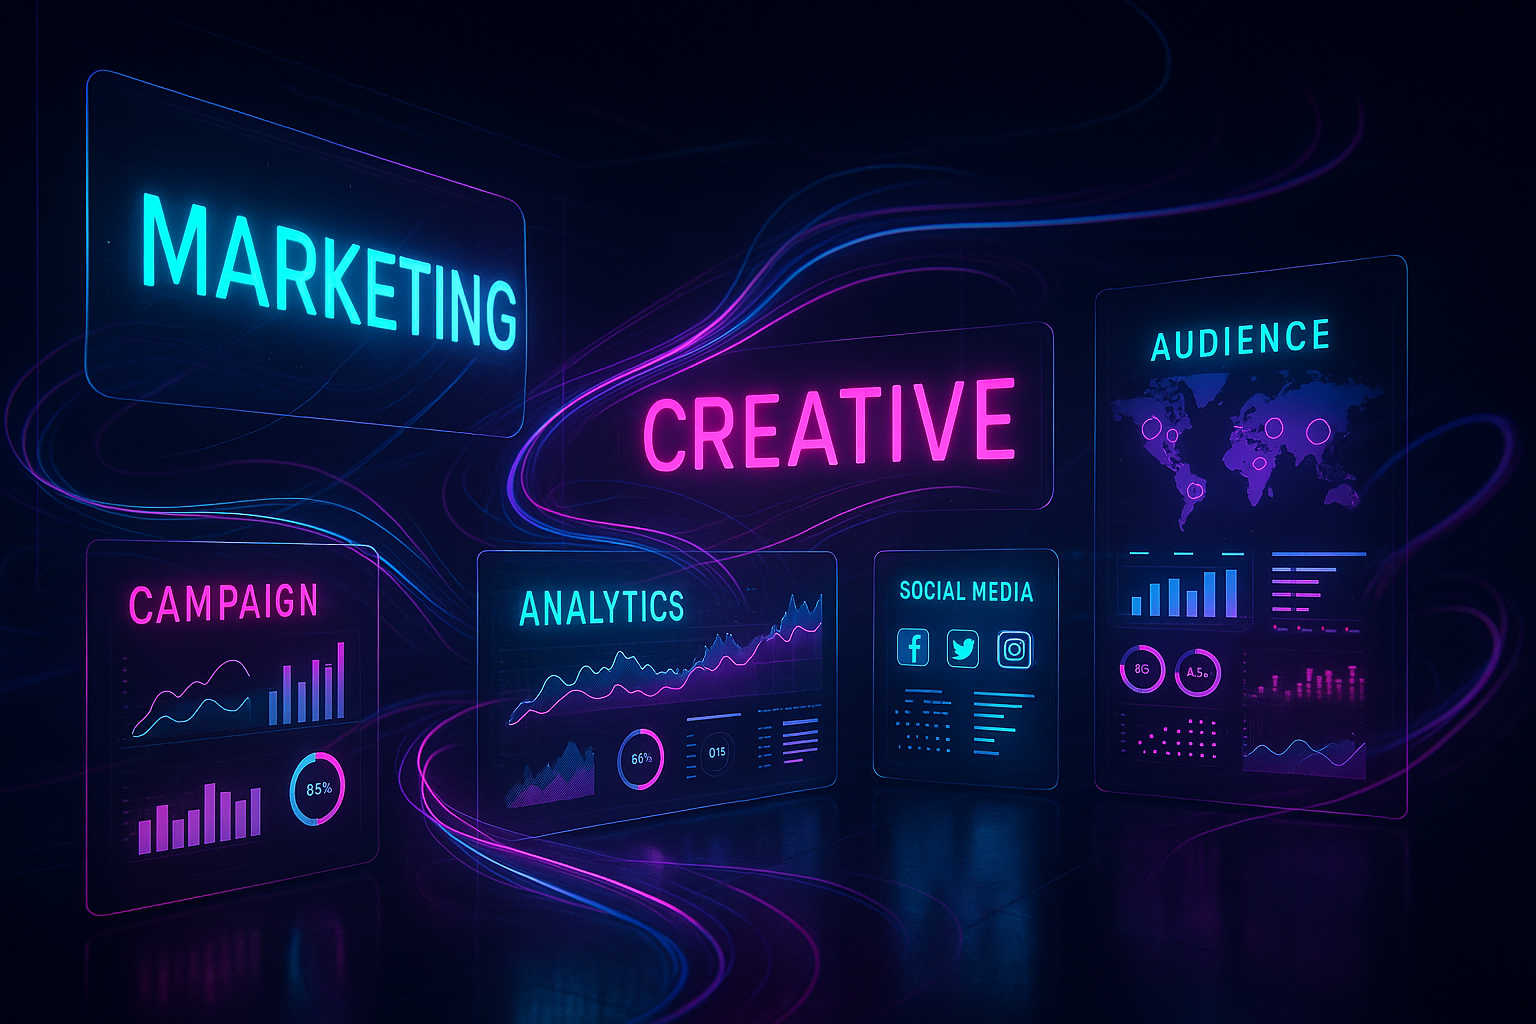 MARKETING
CREATIVE
AUDIENCE
CAMPAIGN
85%
ANALYTICS
66%
015
SOCIAL MEDIA
8G